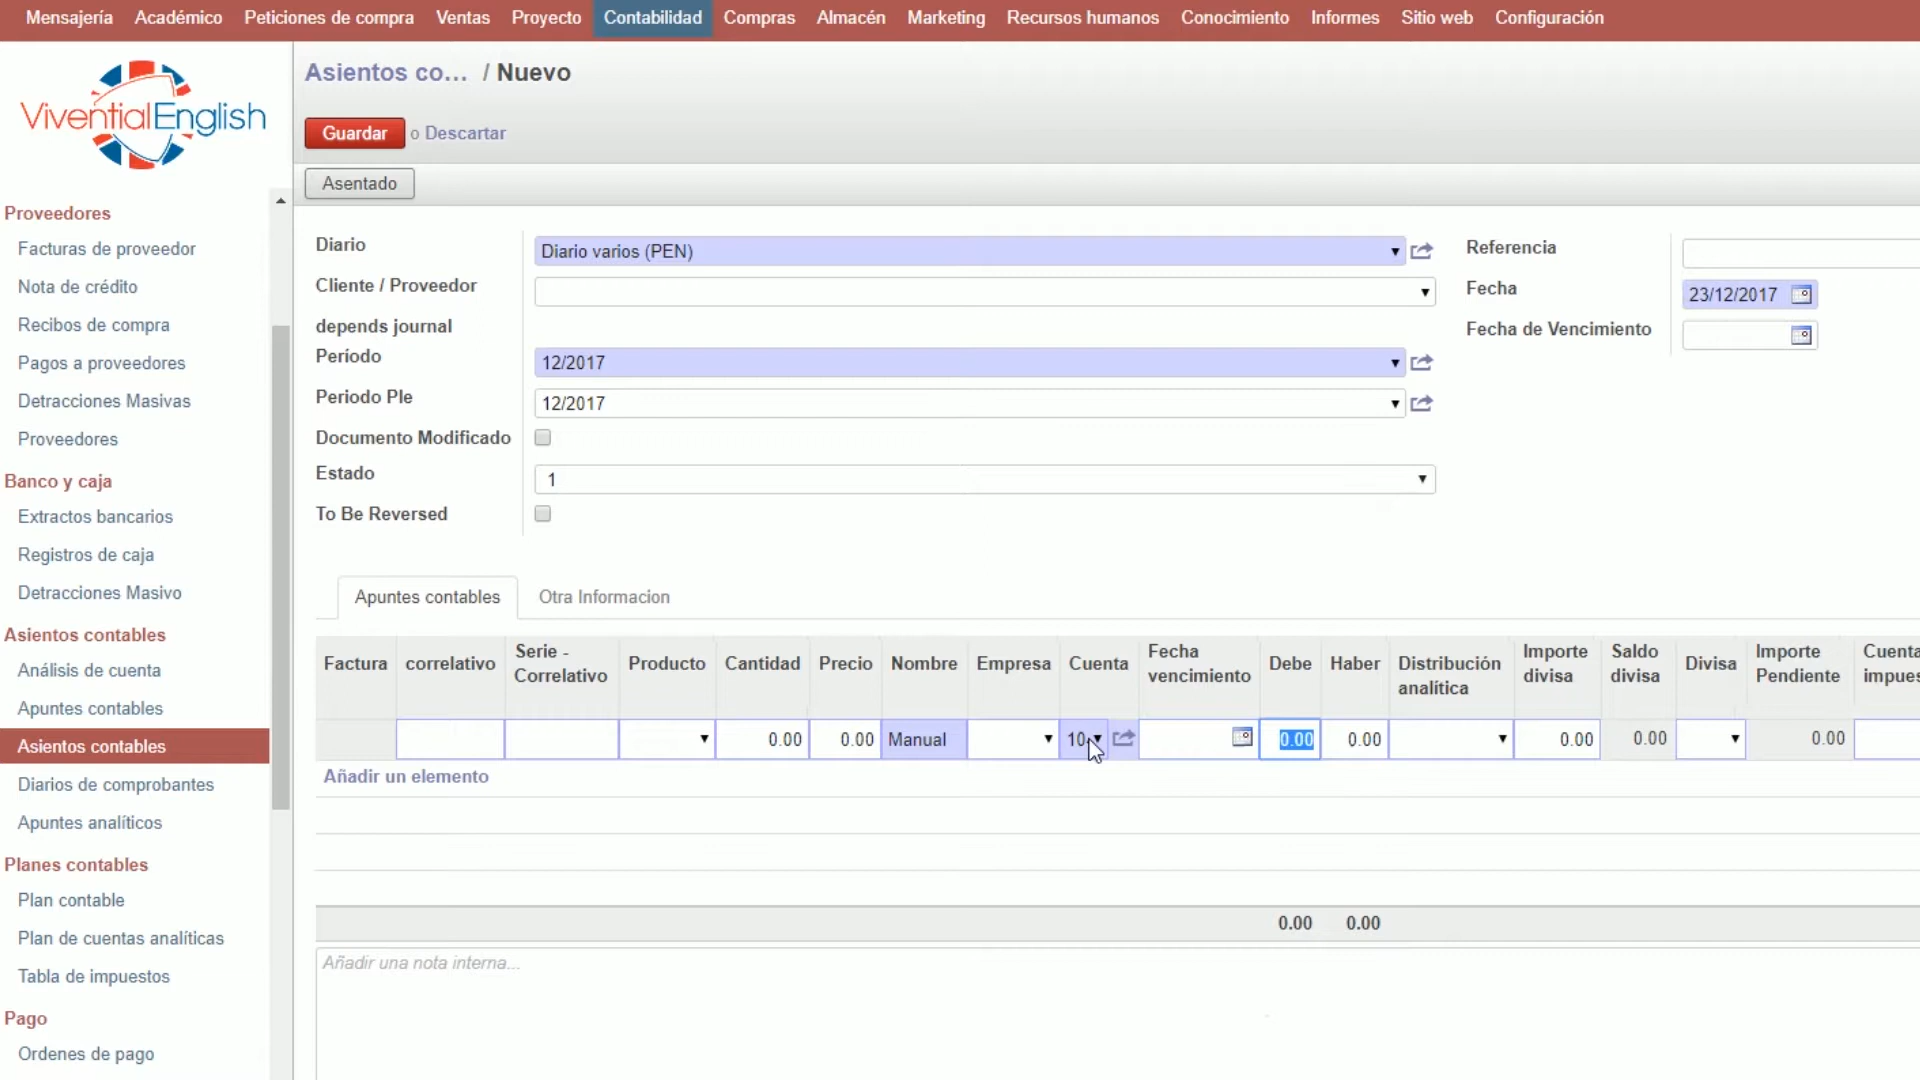 Mensajería Académico Peticiones de compra Ventas Proyecto Contabilidad Compras Almacén Marketing Recursos humanos Conocimiento Informes Sitio web Configuración
ViventialEnglish
Asientos co... / Nuevo
Guardar o Descartar
Asentado
Proveedores
Facturas de proveedor
Nota de crédito
Recibos de compra
Pagos a proveedores
Detracciones Masivas
Proveedores
Banco y caja
Extractos bancarios
Registros de caja
Detracciones Masivo
Asientos contables
Análisis de cuenta
Apuntes contables
Asientos contables
Diarios de comprobantes
Apuntes analíticos
Planes contables
Plan contable
Plan de cuentas analíticas
Tabla de impuestos
Pago
Ordenes de pago
Diario Diario varios (PEN)
Cliente / Proveedor
depends journal
Período 12/2017
Periodo Ple 12/2017
Documento Modificado
Estado 1
To Be Reversed
Referencia
Fecha 23/12/2017
Fecha de Vencimiento
Apuntes contables Otra Informacion
Factura correlativo Serie - Correlativo Producto Cantidad Precio Nombre Empresa Cuenta Fecha vencimiento Debe Haber Distribución analítica Importe divisa Saldo divisa Divisa Importe Pendiente Cuenta impues
0.00 0.00 Manual 10 0.00 0.00 0.00 0.00 0.00
Añadir un elemento
0.00 0.00
Añadir una nota interna...